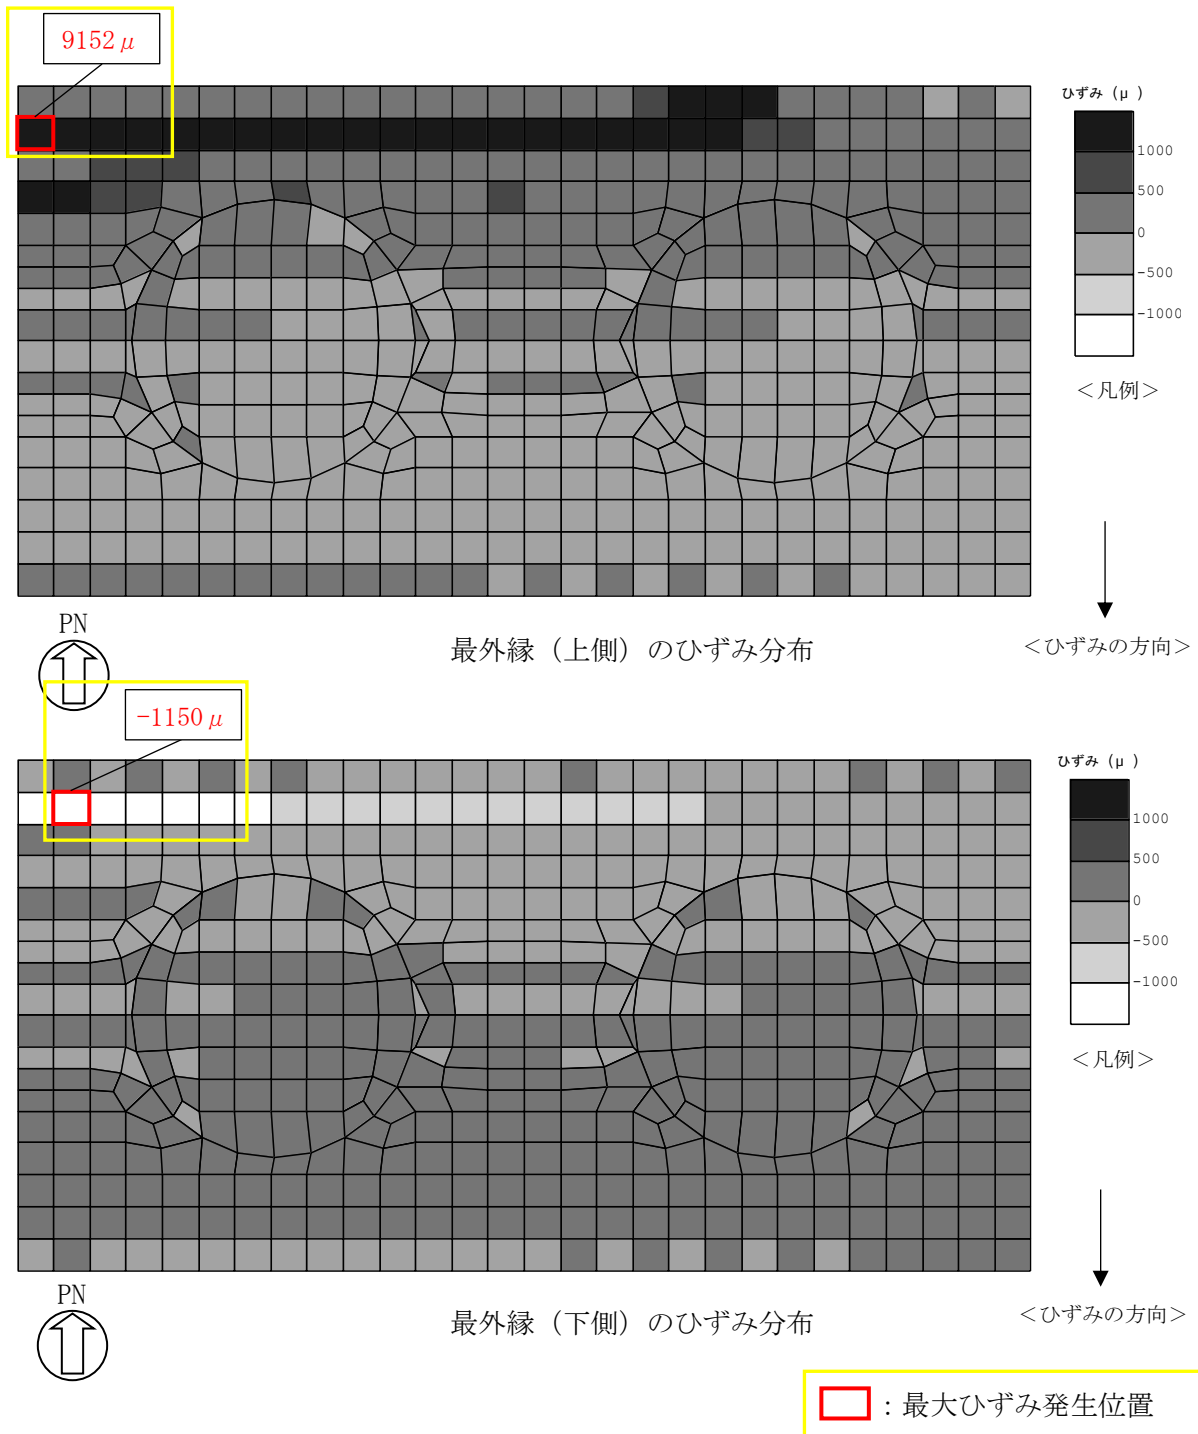 9152μ
ひずみ (μ )
1000
500
0
-500
-1000
＜凡例＞
PN
最外縁（上側）のひずみ分布
＜ひずみの方向＞
-1150μ
ひずみ (μ )
1000
500
0
-500
-1000
＜凡例＞
PN
最外縁（下側）のひずみ分布
＜ひずみの方向＞
：最大ひずみ発生位置